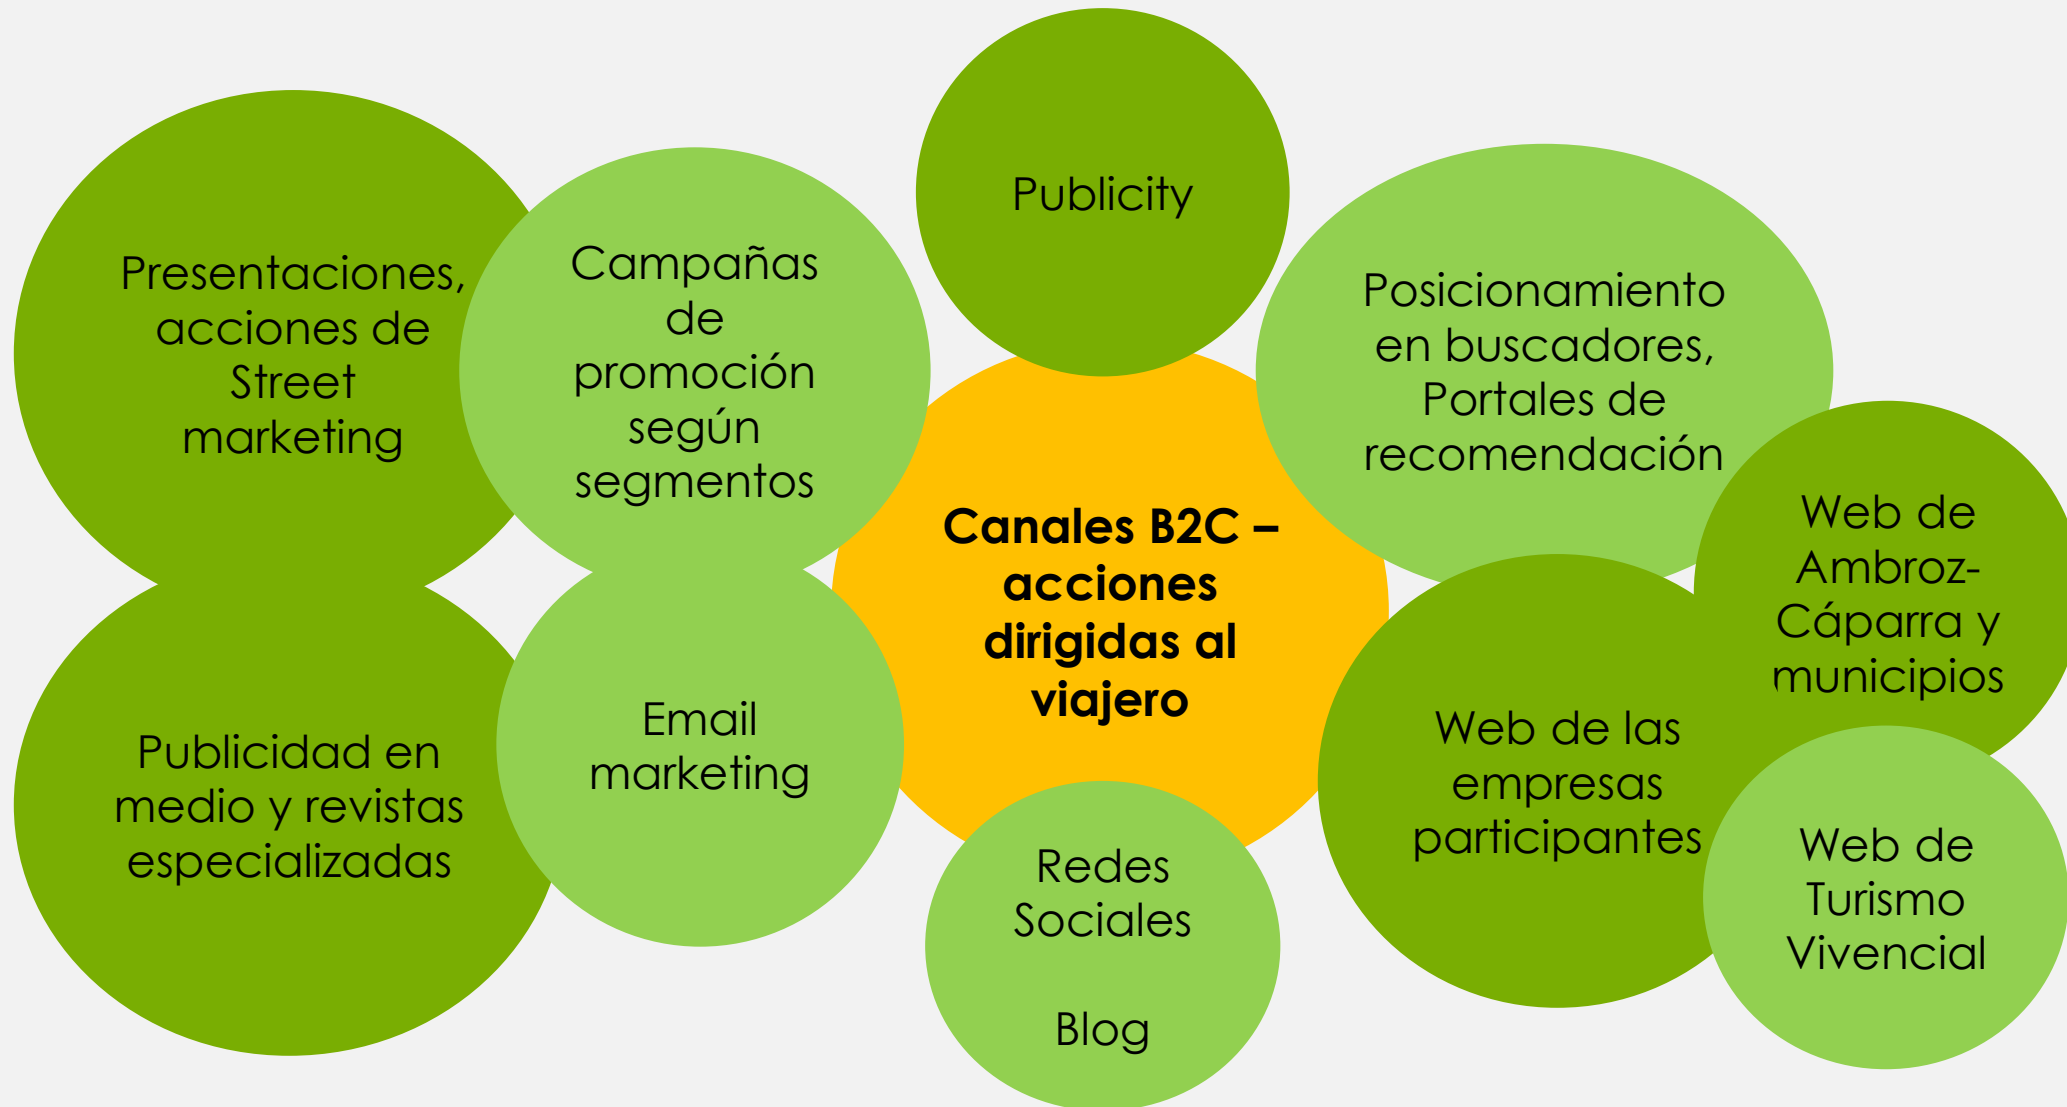 Presentaciones,
acciones de
Street
marketing
Campañas
de
promoción
según
segmentos
Publicity
Posicionamiento
en buscadores,
Portales de
recomendación
Web de
Ambroz-
Cáparra y
municipios
Canales B2C –
acciones
dirigidas al
viajero
Publicidad en
medio y revistas
especializadas
Email
marketing
Redes
Sociales
Blog
Web de las
empresas
participantes
Web de
Turismo
Vivencial